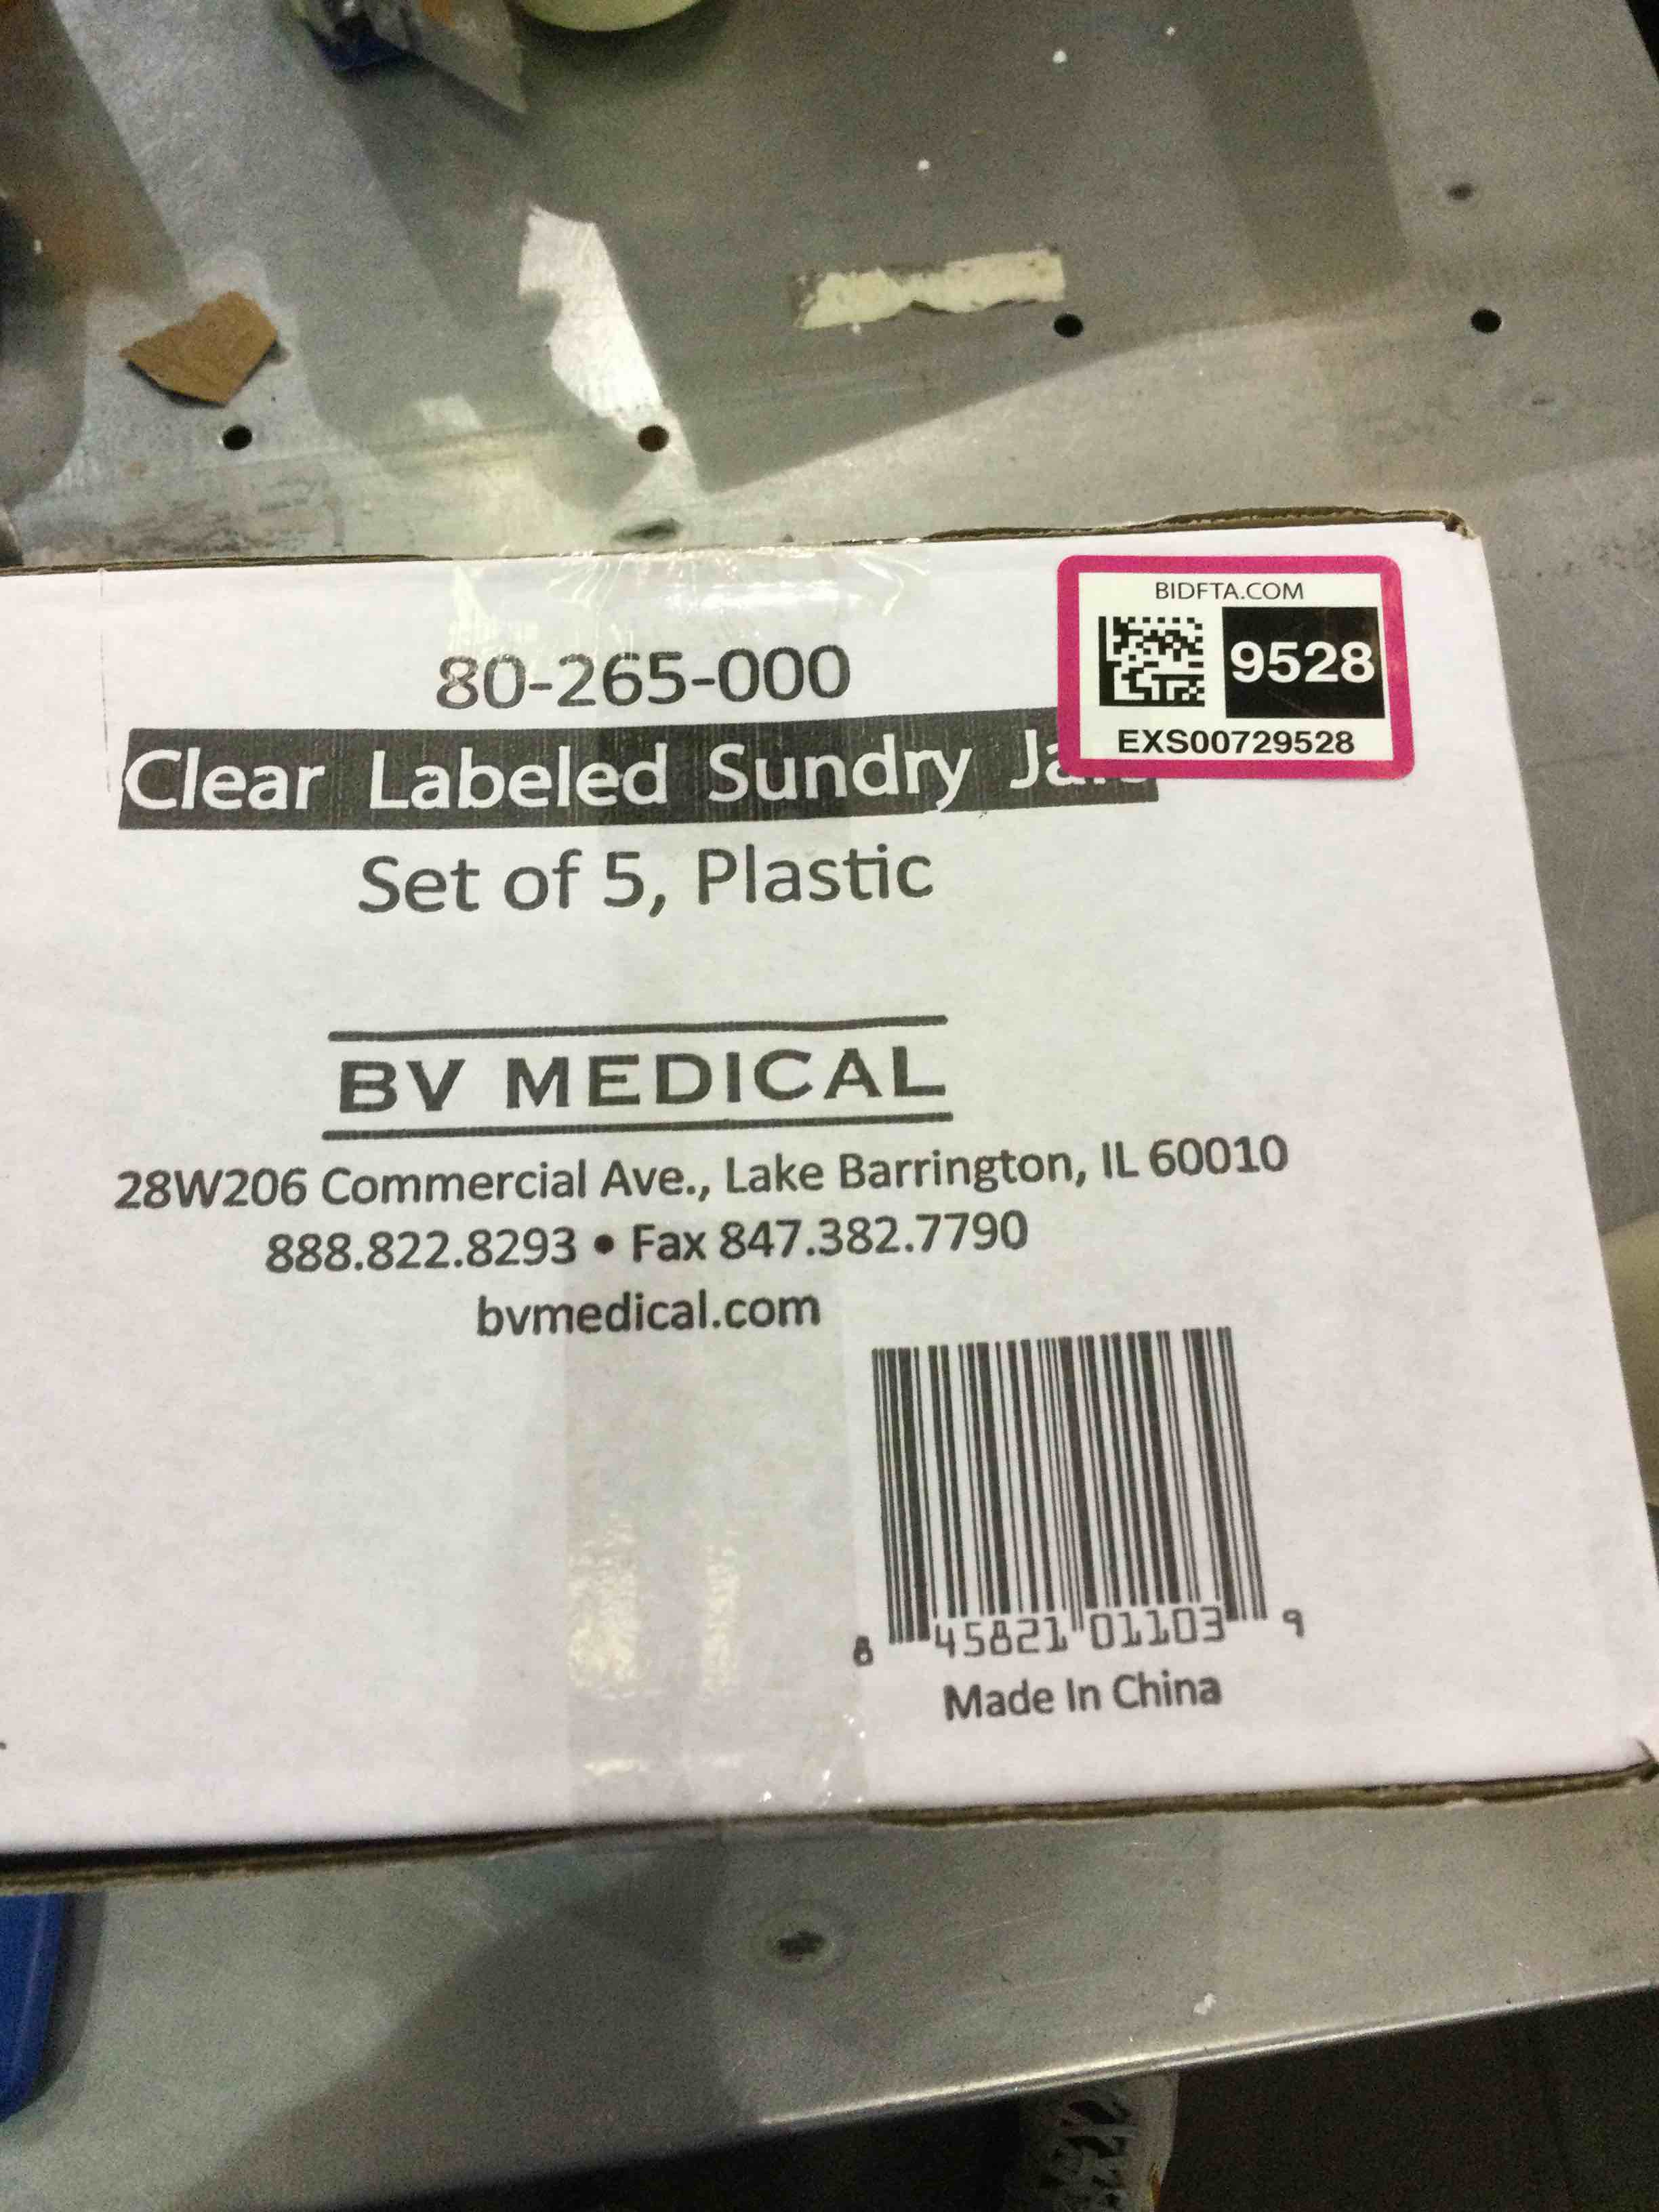 BIDFTA.COM
9528
EXS00729528
80-265-000
Clear Labeled Sundry
Set of 5, Plastic
BV MEDICAL
28W206 Commercial Ave., Lake Barrington, IL 60010
888.822.8293 • Fax 847.382.7790
bvmedical.com
8 45821 01103 9
Made In China